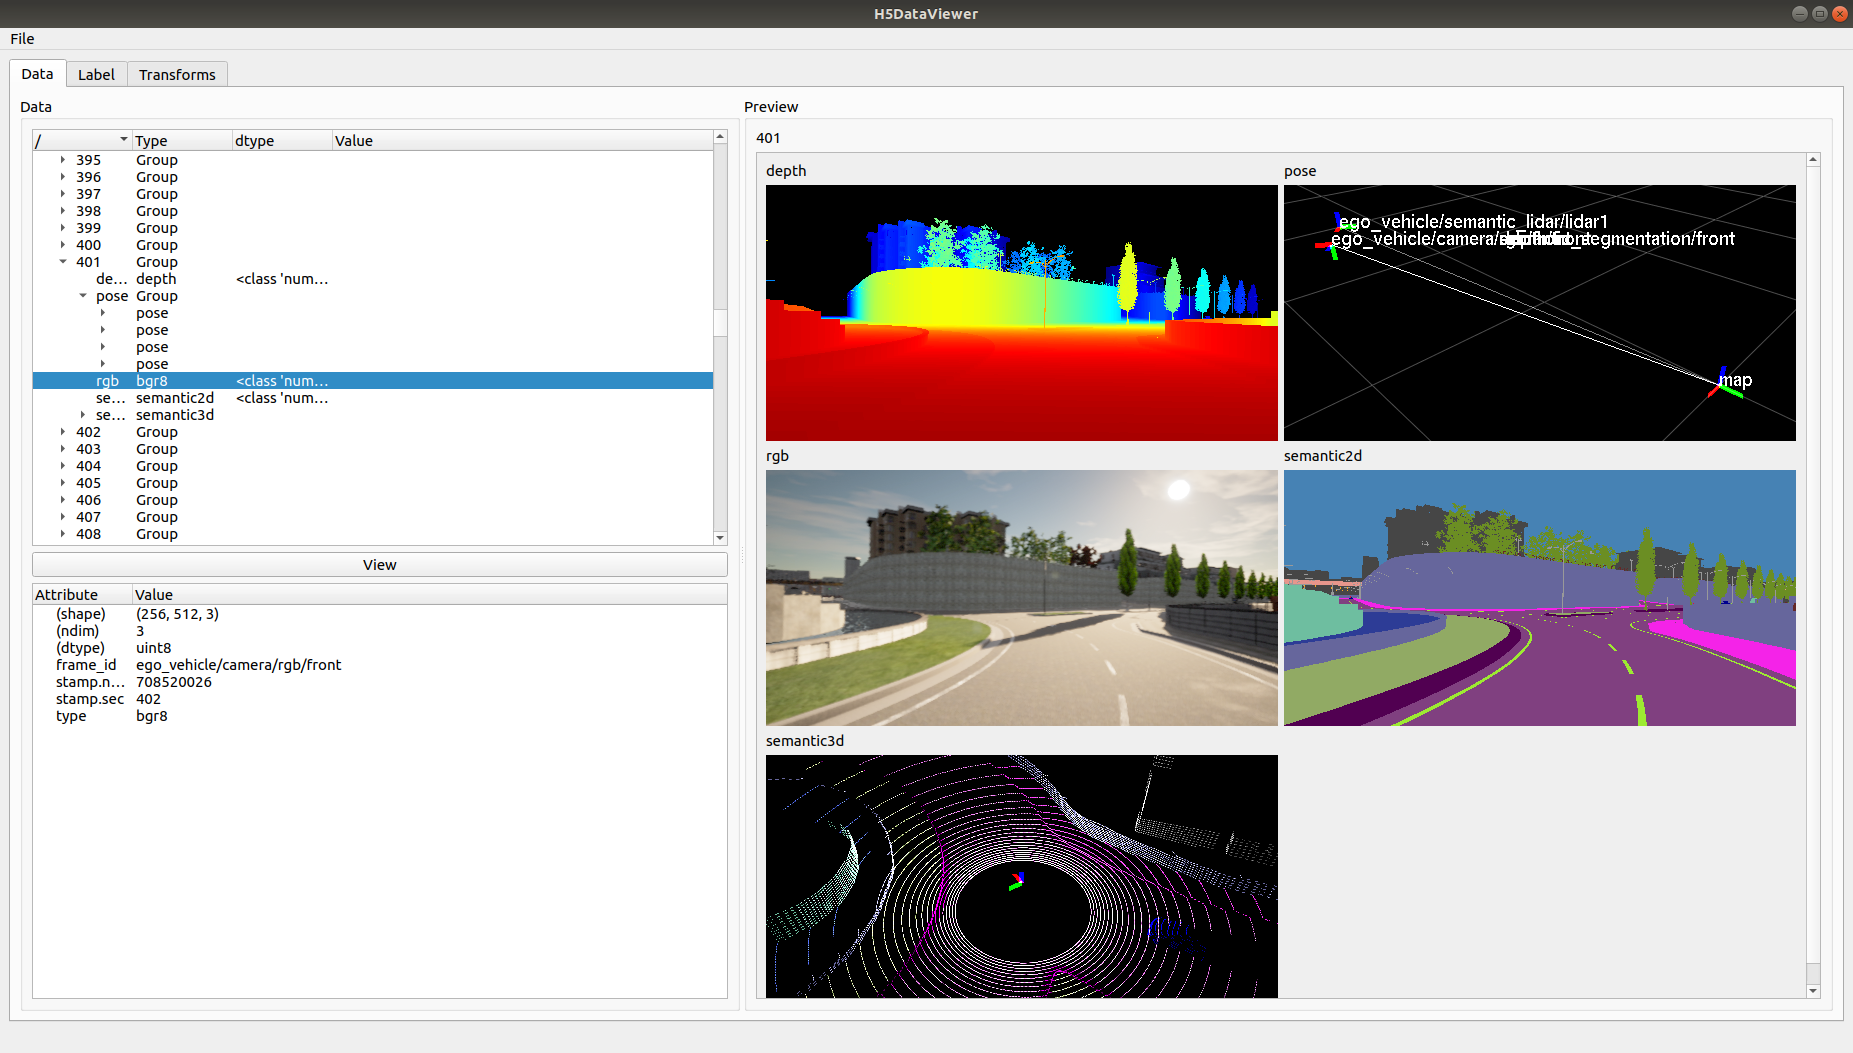 H5DataViewer
File
Data Label Transforms
Data
/ Type dtype Value
395 Group
396 Group
397 Group
398 Group
399 Group
400 Group
401 Group
de... depth <class 'num...
pose Group
pose
pose
pose
pose
rgb bgr8 <class 'num...
se... semantic2d <class 'num...
se... semantic3d
402 Group
403 Group
404 Group
405 Group
406 Group
407 Group
408 Group
View
Attribute Value
(shape) (256, 512, 3)
(ndim) 3
(dtype) uint8
frame_id ego_vehicle/camera/rgb/front
stamp.n... 708520026
stamp.sec 402
type bgr8
Preview
401
depth
pose
ego_vehicle/semantic_lidar/lidar1
ego_vehicle/camera/ segmentation/front
map
rgb
semantic2d
semantic3d